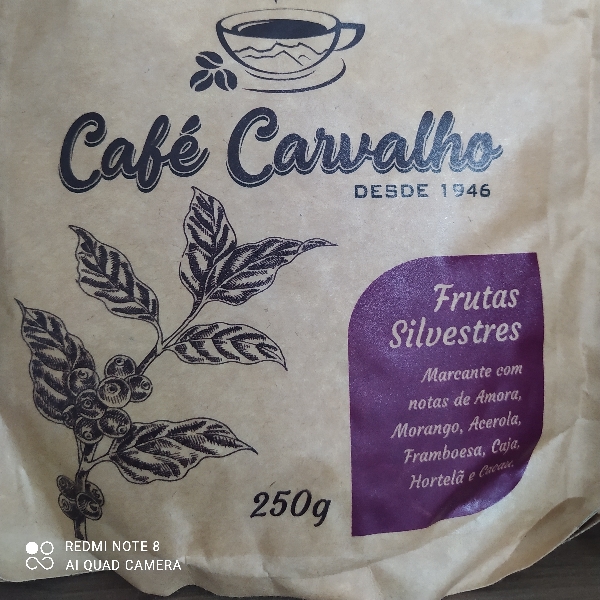 Café Carvalho
DESDE 1946
Frutas
Silvestres
Marcante com
notas de Amora,
Morango, Acerola,
Framboesa, Caja,
Hortelã e Cacau.
250g
REDMI NOTE 8
AI QUAD CAMERA